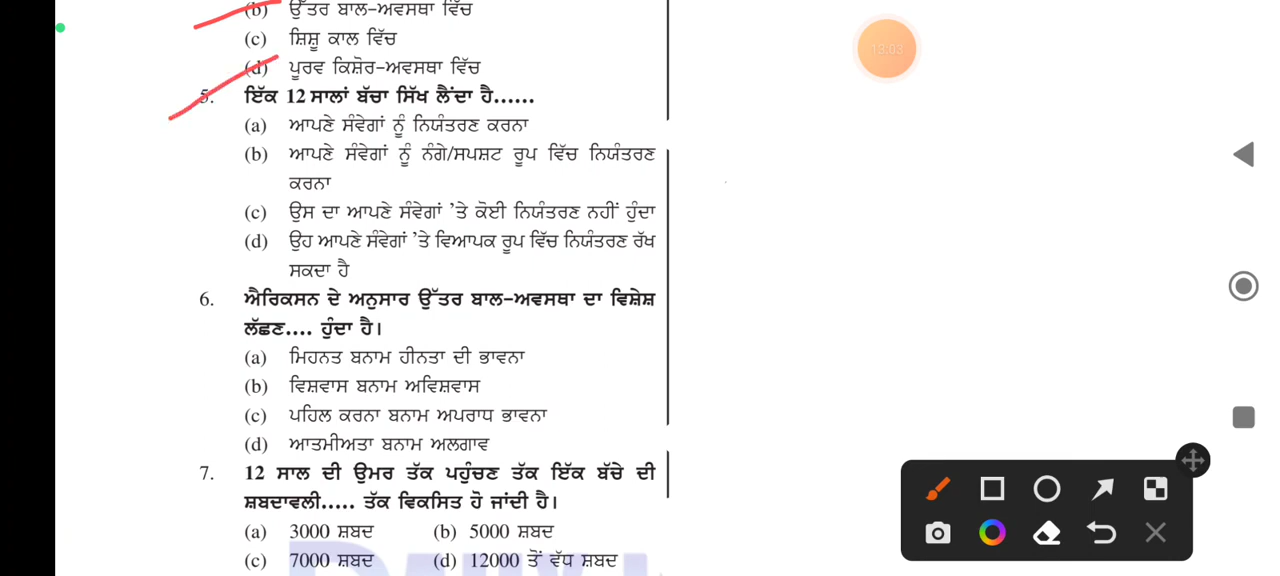 (b) ਉੱਤਰ ਬਾਲ-ਅਵਸਥਾ ਵਿੱਚ
(c) ਸ਼ਿਸ਼ੂ ਕਾਲ ਵਿੱਚ
(d) ਪੂਰਵ ਕਿਸ਼ੋਰ-ਅਵਸਥਾ ਵਿੱਚ
5. ਇੱਕ 12 ਸਾਲਾਂ ਬੱਚਾ ਸਿੱਖ ਲੈਂਦਾ ਹੈ......
(a) ਆਪਣੇ ਸੰਵੇਗਾਂ ਨੂੰ ਨਿਯੰਤਰਣ ਕਰਨਾ
(b) ਆਪਣੇ ਸੰਵੇਗਾਂ ਨੂੰ ਨੰਗੇ/ਸਪਸ਼ਟ ਰੂਪ ਵਿੱਚ ਨਿਯੰਤਰਣ
ਕਰਨਾ
(c) ਉਸ ਦਾ ਆਪਣੇ ਸੰਵੇਗਾਂ 'ਤੇ ਕੋਈ ਨਿਯੰਤਰਣ ਨਹੀਂ ਹੁੰਦਾ
(d) ਉਹ ਆਪਣੇ ਸੰਵੇਗਾਂ 'ਤੇ ਵਿਆਪਕ ਰੂਪ ਵਿੱਚ ਨਿਯੰਤਰਣ ਰੱਖ
ਸਕਦਾ ਹੈ
6. ਐਰਿਕਸਨ ਦੇ ਅਨੁਸਾਰ ਉੱਤਰ ਬਾਲ-ਅਵਸਥਾ ਦਾ ਵਿਸ਼ੇਸ਼
ਲੱਛਣ.... ਹੁੰਦਾ ਹੈ।
(a) ਮਿਹਨਤ ਬਨਾਮ ਹੀਨਤਾ ਦੀ ਭਾਵਨਾ
(b) ਵਿਸ਼ਵਾਸ ਬਨਾਮ ਅਵਿਸ਼ਵਾਸ
(c) ਪਹਿਲ ਕਰਨਾ ਬਨਾਮ ਅਪਰਾਧ ਭਾਵਨਾ
(d) ਆਤਮੀਅਤਾ ਬਨਾਮ ਅਲਗਾਵ
7. 12 ਸਾਲ ਦੀ ਉਮਰ ਤੱਕ ਪਹੁੰਚਣ ਤੱਕ ਇੱਕ ਬੱਚੇ ਦੀ
ਸ਼ਬਦਾਵਲੀ..... ਤੱਕ ਵਿਕਸਿਤ ਹੋ ਜਾਂਦੀ ਹੈ।
(a) 3000 ਸ਼ਬਦ (b) 5000 ਸ਼ਬਦ
(c) 7000 ਸ਼ਬਦ (d) 12000 ਤੋਂ ਵੱਧ ਸ਼ਬਦ
13:03